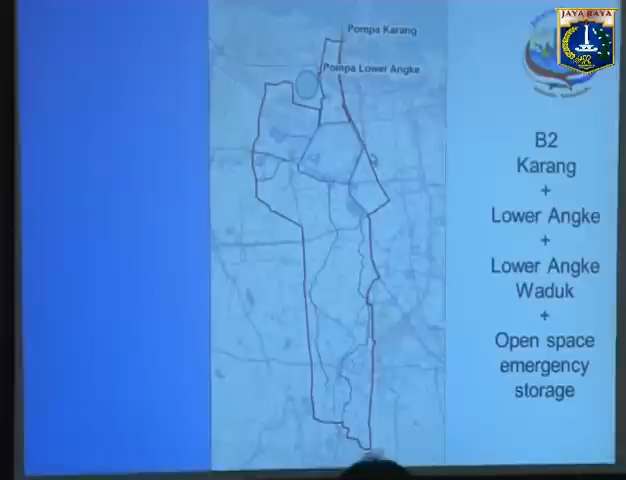 JAYA RAYA
Pompa Karang
Pompa Lower Angke
B2
Karang
+
Lower Angke
+
Lower Angke
Waduk
+
Open space
emergency
storage